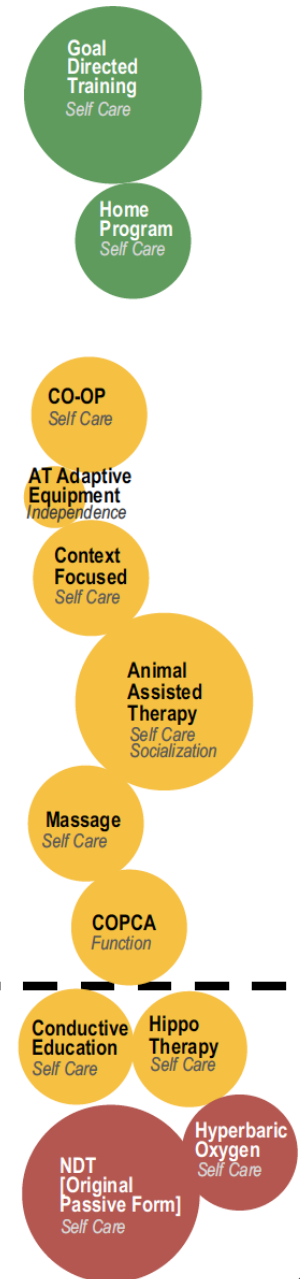 Goal
Directed
Training
Self Care
Home
Program
Self Care
CO-OP
Self Care
AT Adaptive
Equipment
Independence
Context
Focused
Self Care
Animal
Assisted
Therapy
Self Care
Socialization
Massage
Self Care
COPCA
Function
Conductive
Education
Self Care
Hippo
Therapy
Self Care
Hyperbaric
Oxygen
Self Care
NDT
[Original
Passive Form]
Self Care